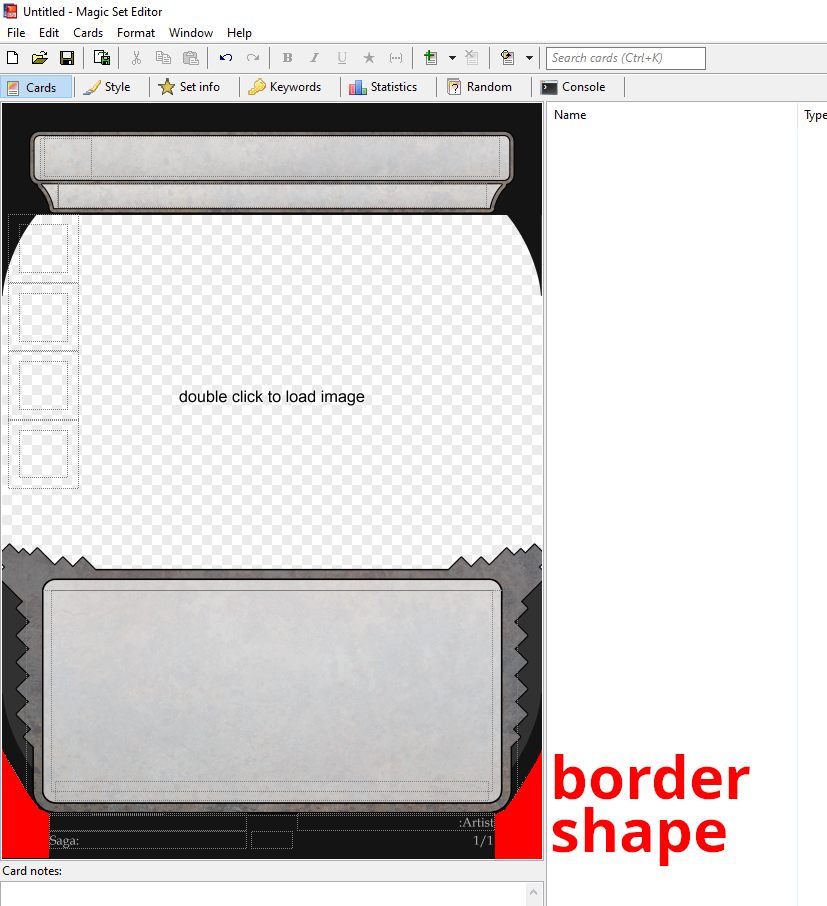 Untitled - Magic Set Editor
File Edit Cards Format Window Help
B I U Search cards (Ctrl+K)
Cards Style Set info Keywords Statistics Random Console
Name Type
double click to load image
border
shape
:Artist
Saga: 1/1
Card notes: